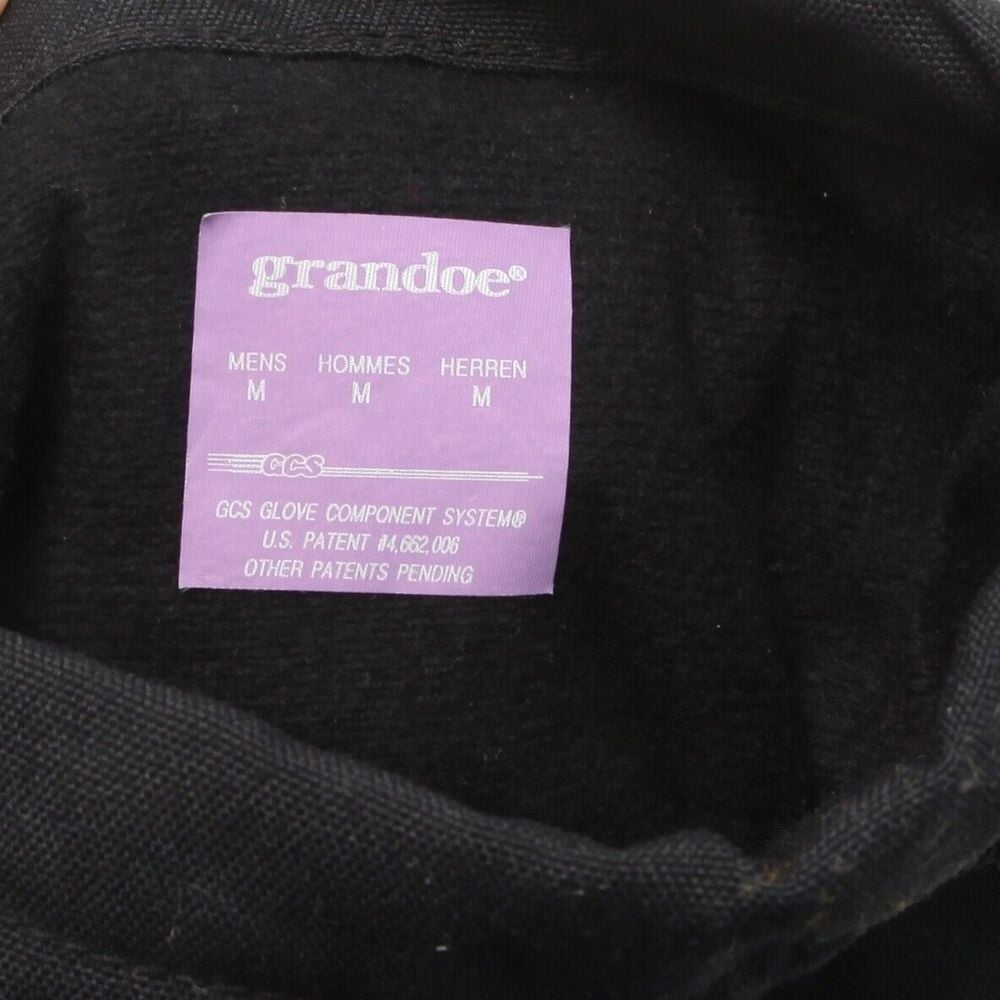 grandoe®
MENS HOMMES HERREN
M M M
GCS
GCS GLOVE COMPONENT SYSTEM®
U.S. PATENT #4,662,006
OTHER PATENTS PENDING